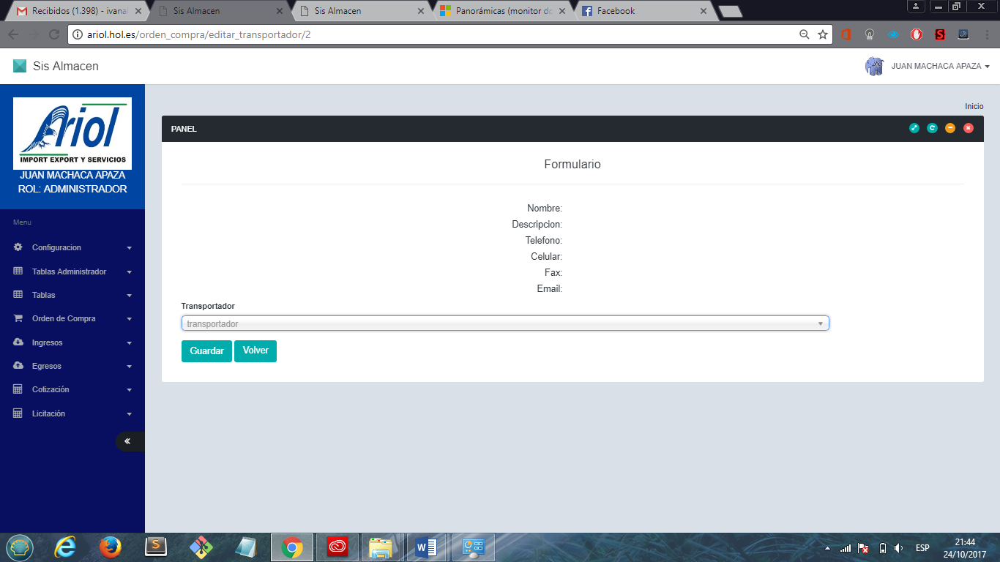 Recibidos (1.398) - ivanal
Sis Almacen
Sis Almacen
Panorámicas (monitor do
Facebook
ariol.hol.es/orden_compra/editar_transportador/2
Sis Almacen
JUAN MACHACA APAZA
Ariol
IMPORT EXPORT Y SERVICIOS
JUAN MACHACA APAZA
ROL: ADMINISTRADOR
Menu
Configuracion
Tablas Administrador
Tablas
Orden de Compra
Ingresos
Egresos
Cotización
Licitación
Inicio
PANEL
Formulario
Nombre:
Descripcion:
Telefono:
Celular:
Fax:
Email:
Transportador
transportador
Guardar
Volver
ESP
21:44
24/10/2017